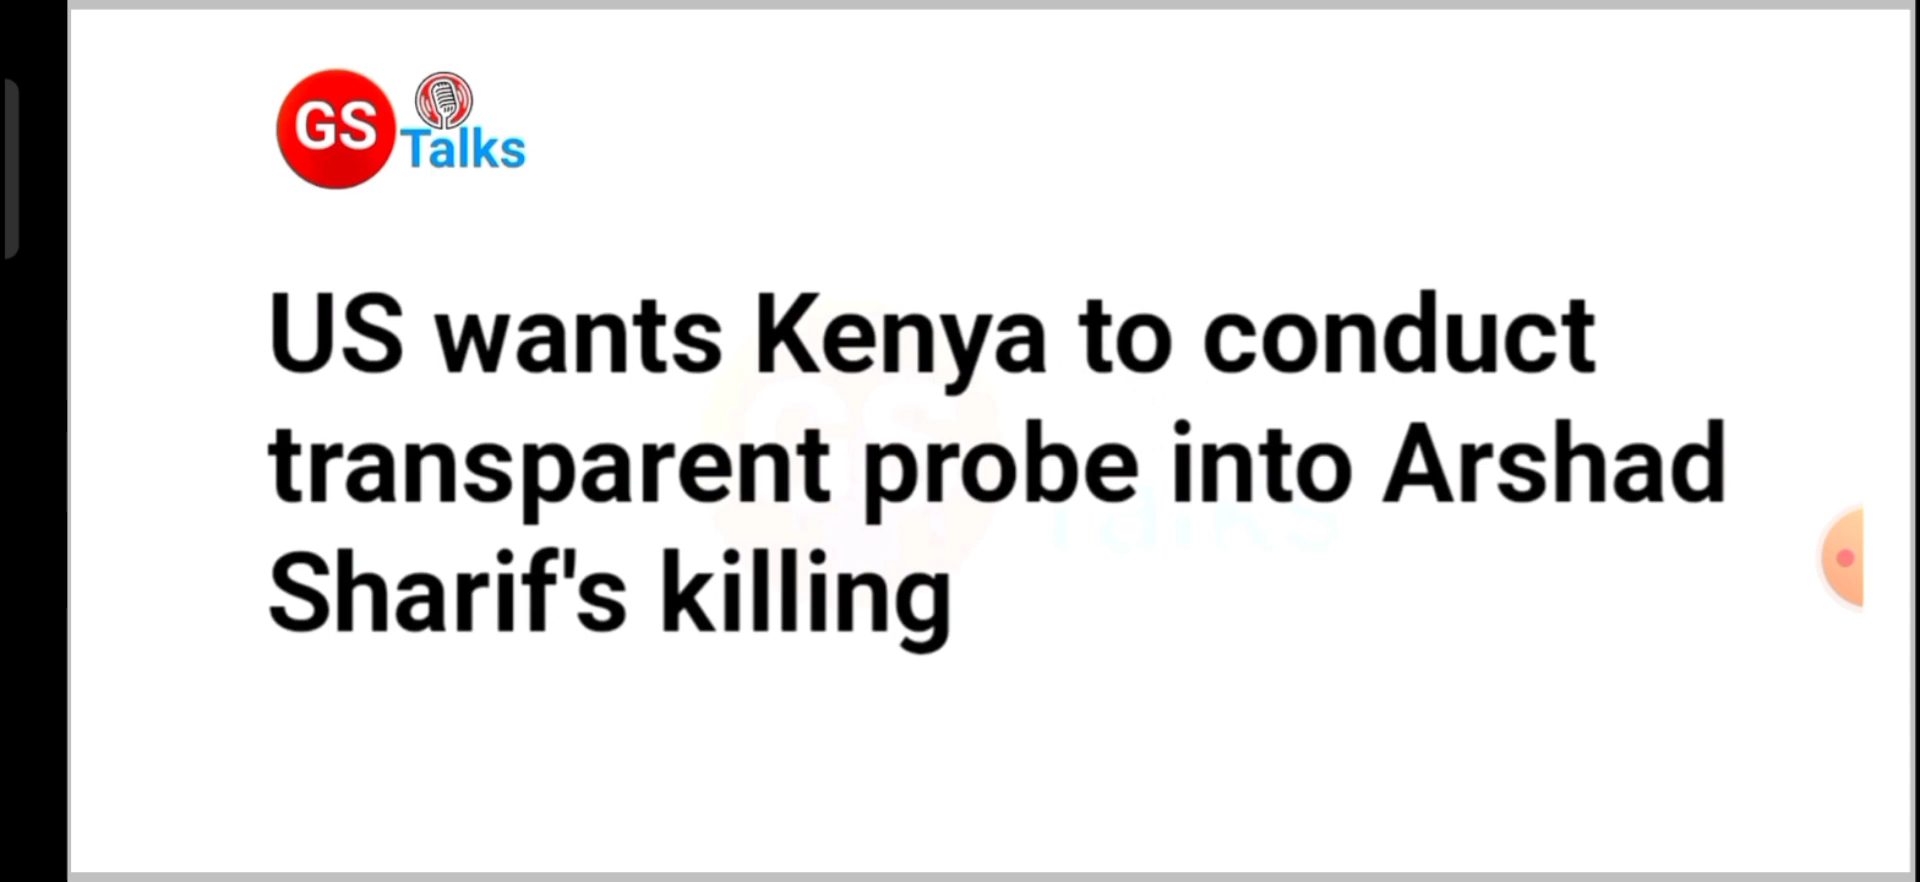 GS
Talks
US wants Kenya to conduct
transparent probe into Arshad
Sharif's killing